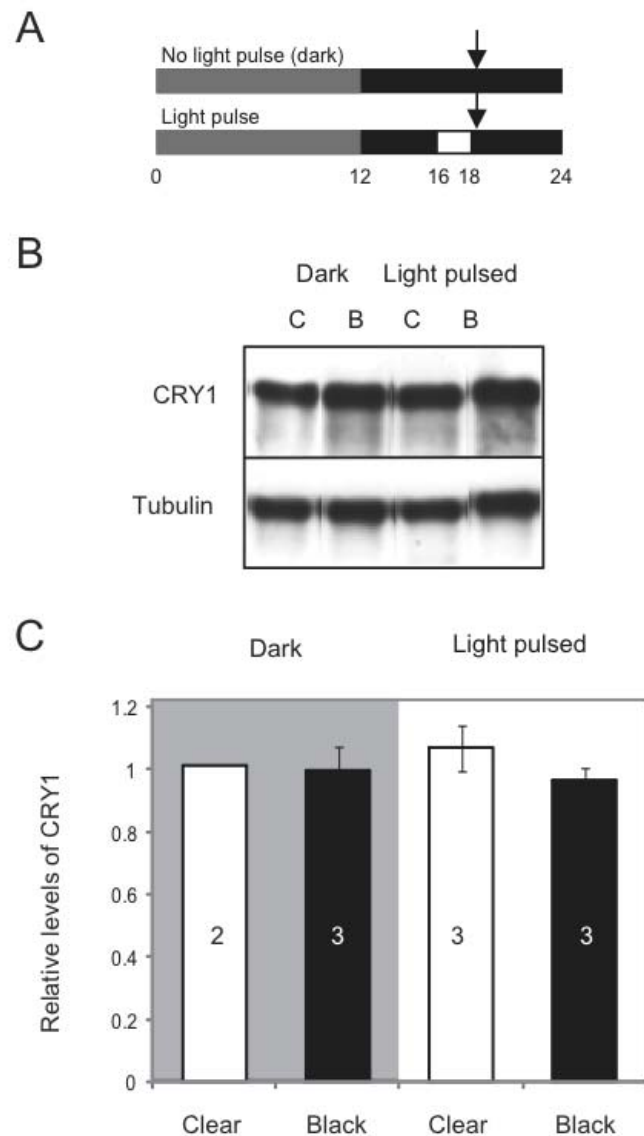 A
No light pulse (dark)
Light pulse
0 12 16 18 24
B
Dark Light pulsed
C B C B
CRY1
Tubulin
C
Dark Light pulsed
Relative levels of CRY1
1.2
1
0.8
0.6
0.4
0.2
0
2 3 3 3
Clear Black Clear Black